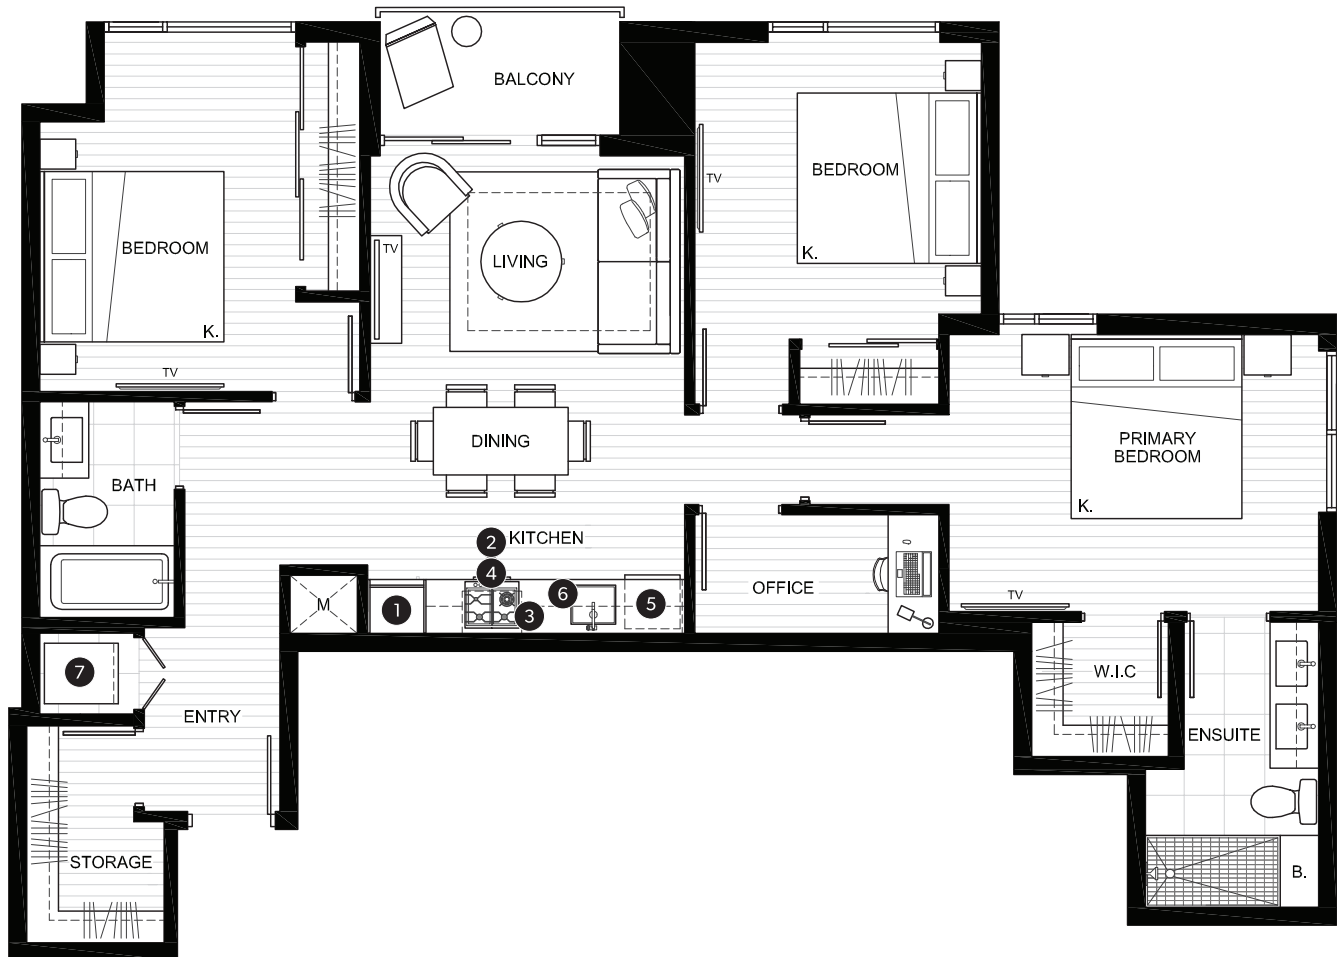 BALCONY
BEDROOM
TV
K.
BEDROOM
K.
TV
TV
LIVING
DINING
PRIMARY
BEDROOM
K.
BATH
KITCHEN
2
4
6
1
3
5
M
OFFICE
TV
7
ENTRY
W.I.C
ENSUITE
STORAGE
B.